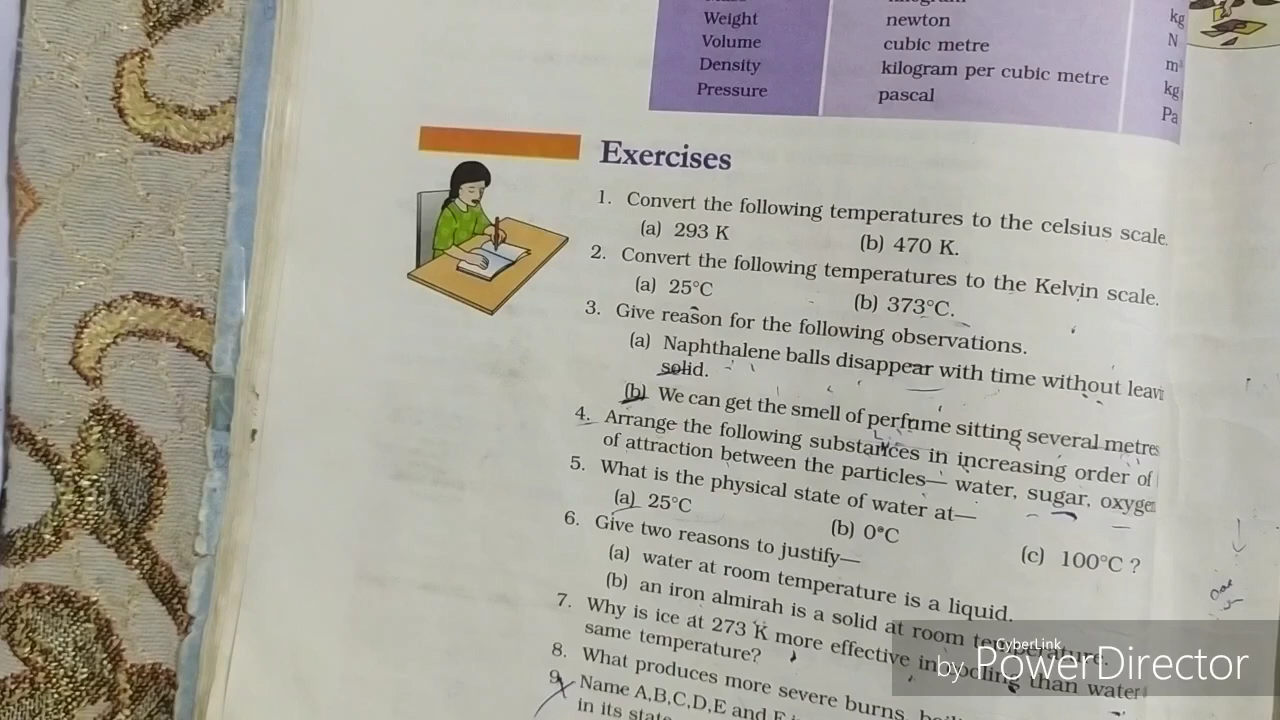 Weight newton kg
Volume cubic metre N
Density kilogram per cubic metre m³
Pressure pascal kg
Pa
Exercises
1. Convert the following temperatures to the celsius scale.
(a) 293 K (b) 470 K.
2. Convert the following temperatures to the Kelvin scale.
(a) 25°C (b) 373°C.
3. Give reason for the following observations.
(a) Naphthalene balls disappear with time without
solid.
(b) We can get the smell of perfume sitting several metres
4. Arrange the following substances in increasing order of
of attraction between the particles— water, sugar, oxygen
5. What is the physical state of water at—
(a) 25°C (b) 0°C (c) 100°C ?
6. Give two reasons to justify—
(a) water at room temperature is a liquid.
(b) an iron almirah is a solid at room temperature.
7. Why is ice at 273 K more effective in cooling than water
same temperature?
8. What produces more severe burns,
9. Name A,B,C,D,E and F
in its
CyberLink
by PowerDirector